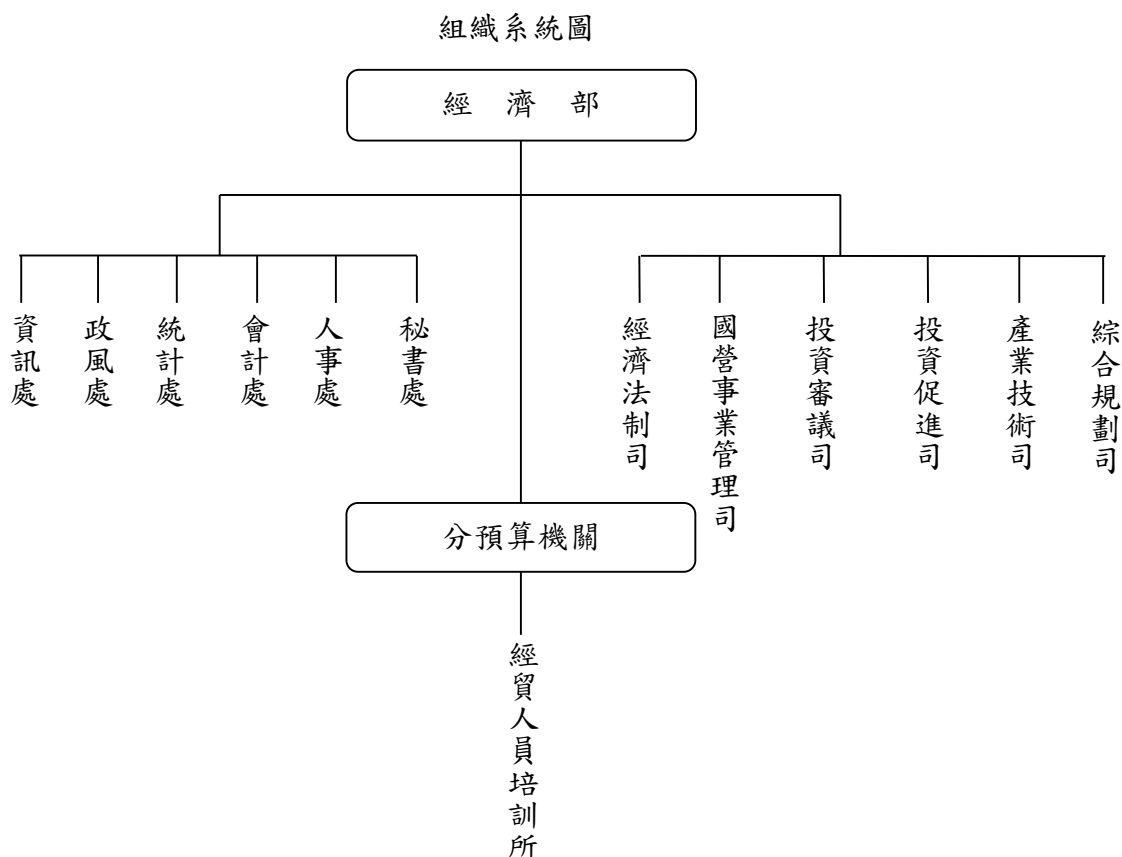 組織系統圖
經濟部
資訊處
政風處
統計處
會計處
人事處
秘書處
經濟法制司
國營事業管理司
投資審議司
投資促進司
產業技術司
綜合規劃司
分預算機關
經貿人員培訓所